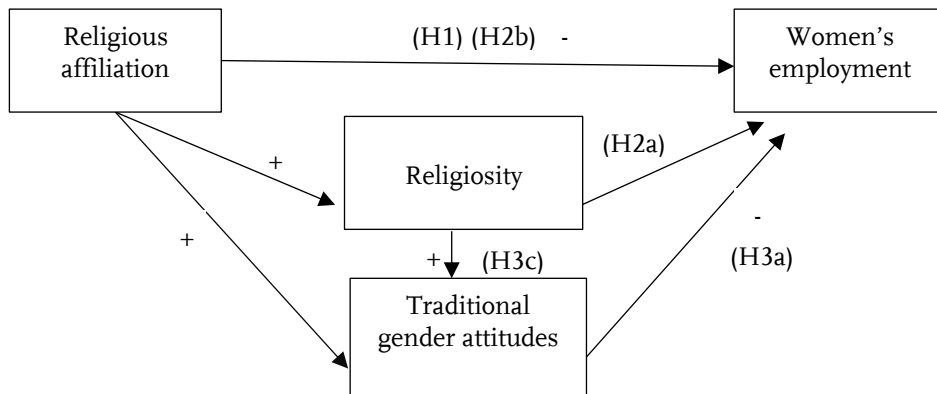 Religious
affiliation
(H1) (H2b) -
Women's
employment
+
Religiosity
(H2a)
+
+ (H3c)
-
(H3a)
Traditional
gender attitudes